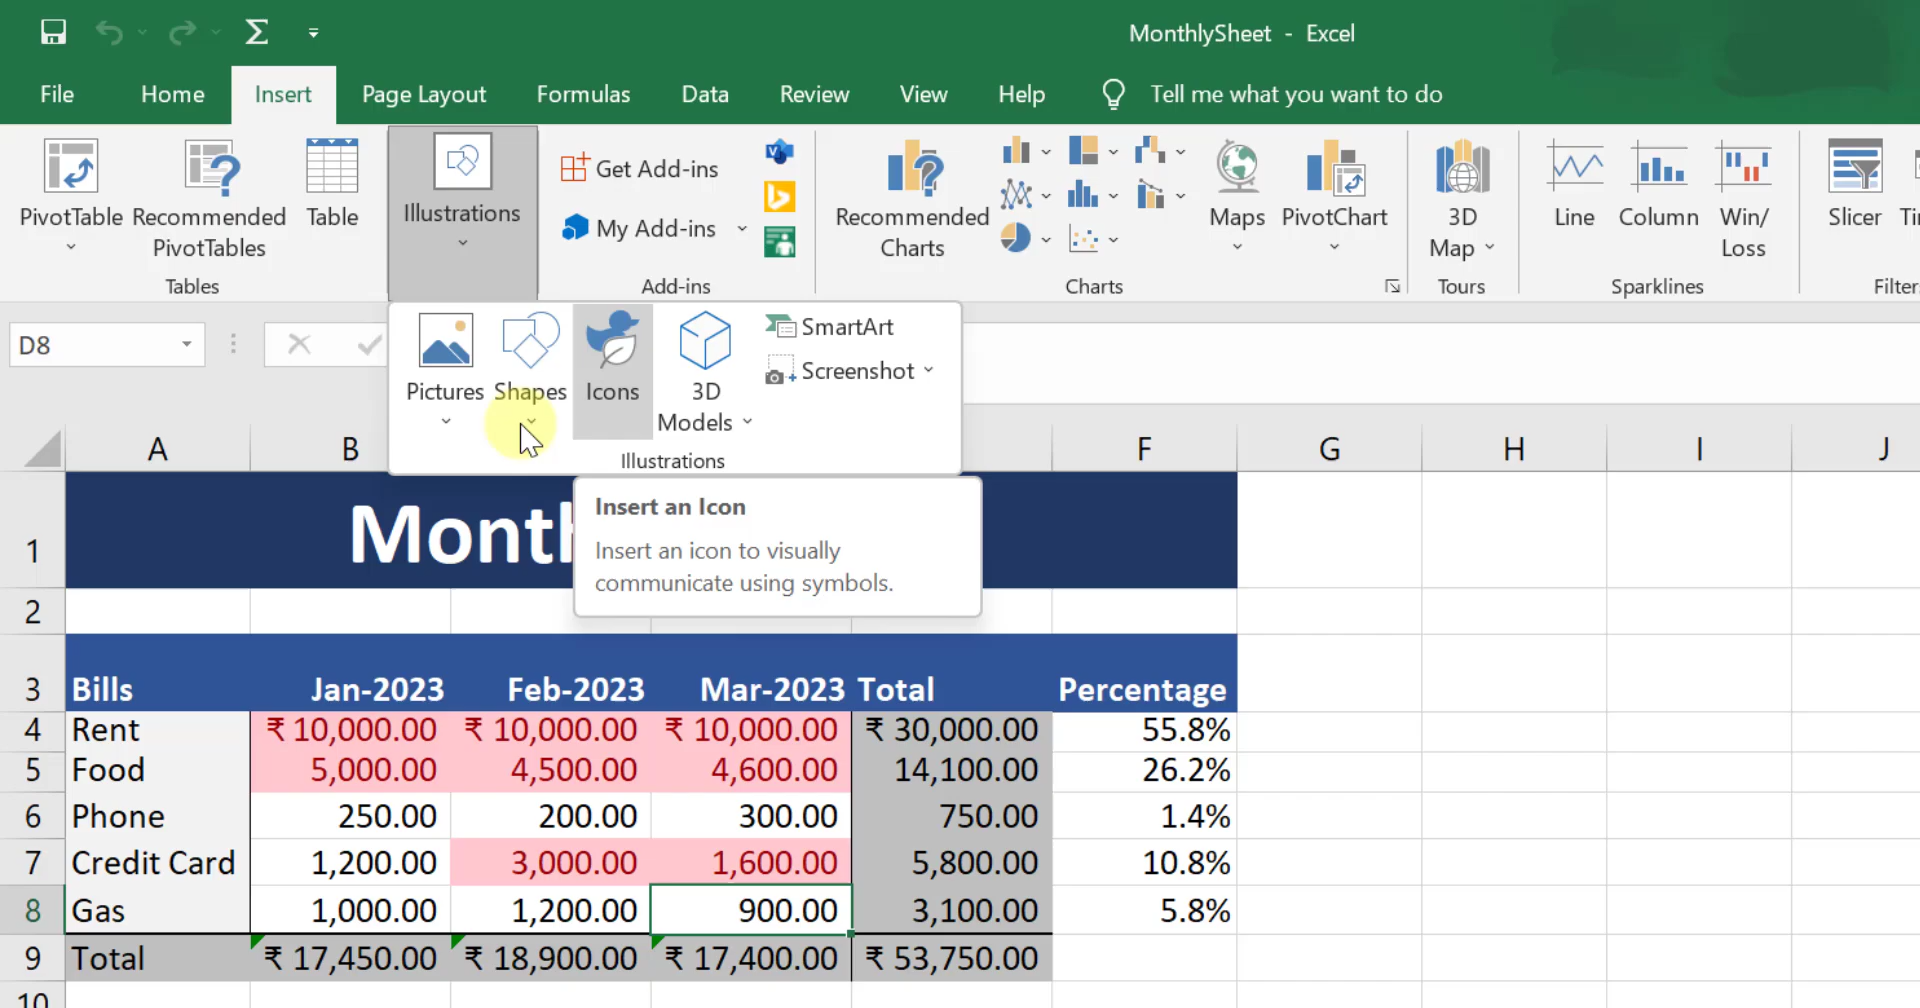 MonthlySheet - Excel
File Home Insert Page Layout Formulas Data Review View Help Tell me what you want to do
PivotTable
Recommended
PivotTables
Table
Tables
Illustrations
Get Add-ins
My Add-ins
Add-ins
Recommended
Charts
Maps
PivotChart
Charts
3D
Map
Tours
Line
Column
Win/
Loss
Sparklines
Slicer
D8
Pictures
Shapes
Icons
3D
Models
SmartArt
Screenshot
Illustrations
Insert an Icon
Insert an icon to visually
communicate using symbols.
A B F G H I J
1 Month
2
3 Bills Jan-2023 Feb-2023 Mar-2023 Total Percentage
4 Rent ₹ 10,000.00 ₹ 10,000.00 ₹ 10,000.00 ₹ 30,000.00 55.8%
5 Food 5,000.00 4,500.00 4,600.00 14,100.00 26.2%
6 Phone 250.00 200.00 300.00 750.00 1.4%
7 Credit Card 1,200.00 3,000.00 1,600.00 5,800.00 10.8%
8 Gas 1,000.00 1,200.00 900.00 3,100.00 5.8%
9 Total ₹ 17,450.00 ₹ 18,900.00 ₹ 17,400.00 ₹ 53,750.00
10